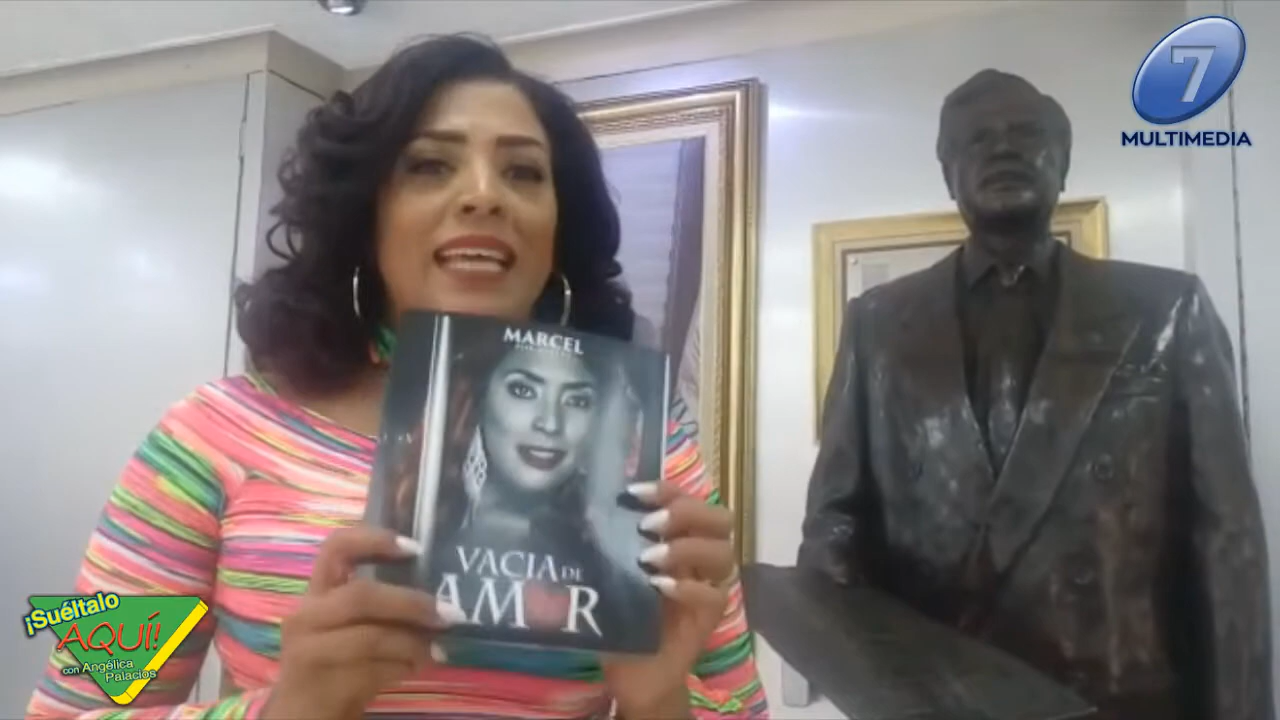 7
MULTIMEDIA
MARCEL
VACIA DE
AMOR
¡Suéltalo
AQUÍ!
con Angélica
Palacios